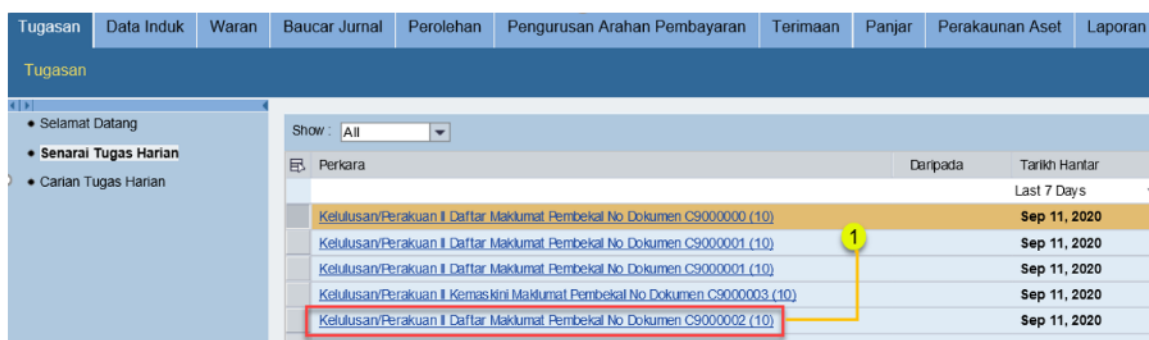 Tugasan Data Induk Waran Baucar Jurnal Perolehan Pengurusan Arahan Pembayaran Terimaan Panjar Perakaunan Aset Laporan
Tugasan
Selamat Datang
Senarai Tugas Harian
Carian Tugas Harian
Show : All
Perkara Daripada Tarikh Hantar
Last 7 Days
Kelulusan/Perakuan II Daftar Maklumat Pembekal No Dokumen C9000000 (10) Sep 11, 2020
Kelulusan/Perakuan II Daftar Maklumat Pembekal No Dokumen C9000001 (10) Sep 11, 2020
1
Kelulusan/Perakuan II Daftar Maklumat Pembekal No Dokumen C9000001 (10) Sep 11, 2020
Kelulusan/Perakuan II Kemaskini Maklumat Pembekal No Dokumen C9000003 (10) Sep 11, 2020
Kelulusan/Perakuan II Daftar Maklumat Pembekal No Dokumen C9000002 (10) Sep 11, 2020